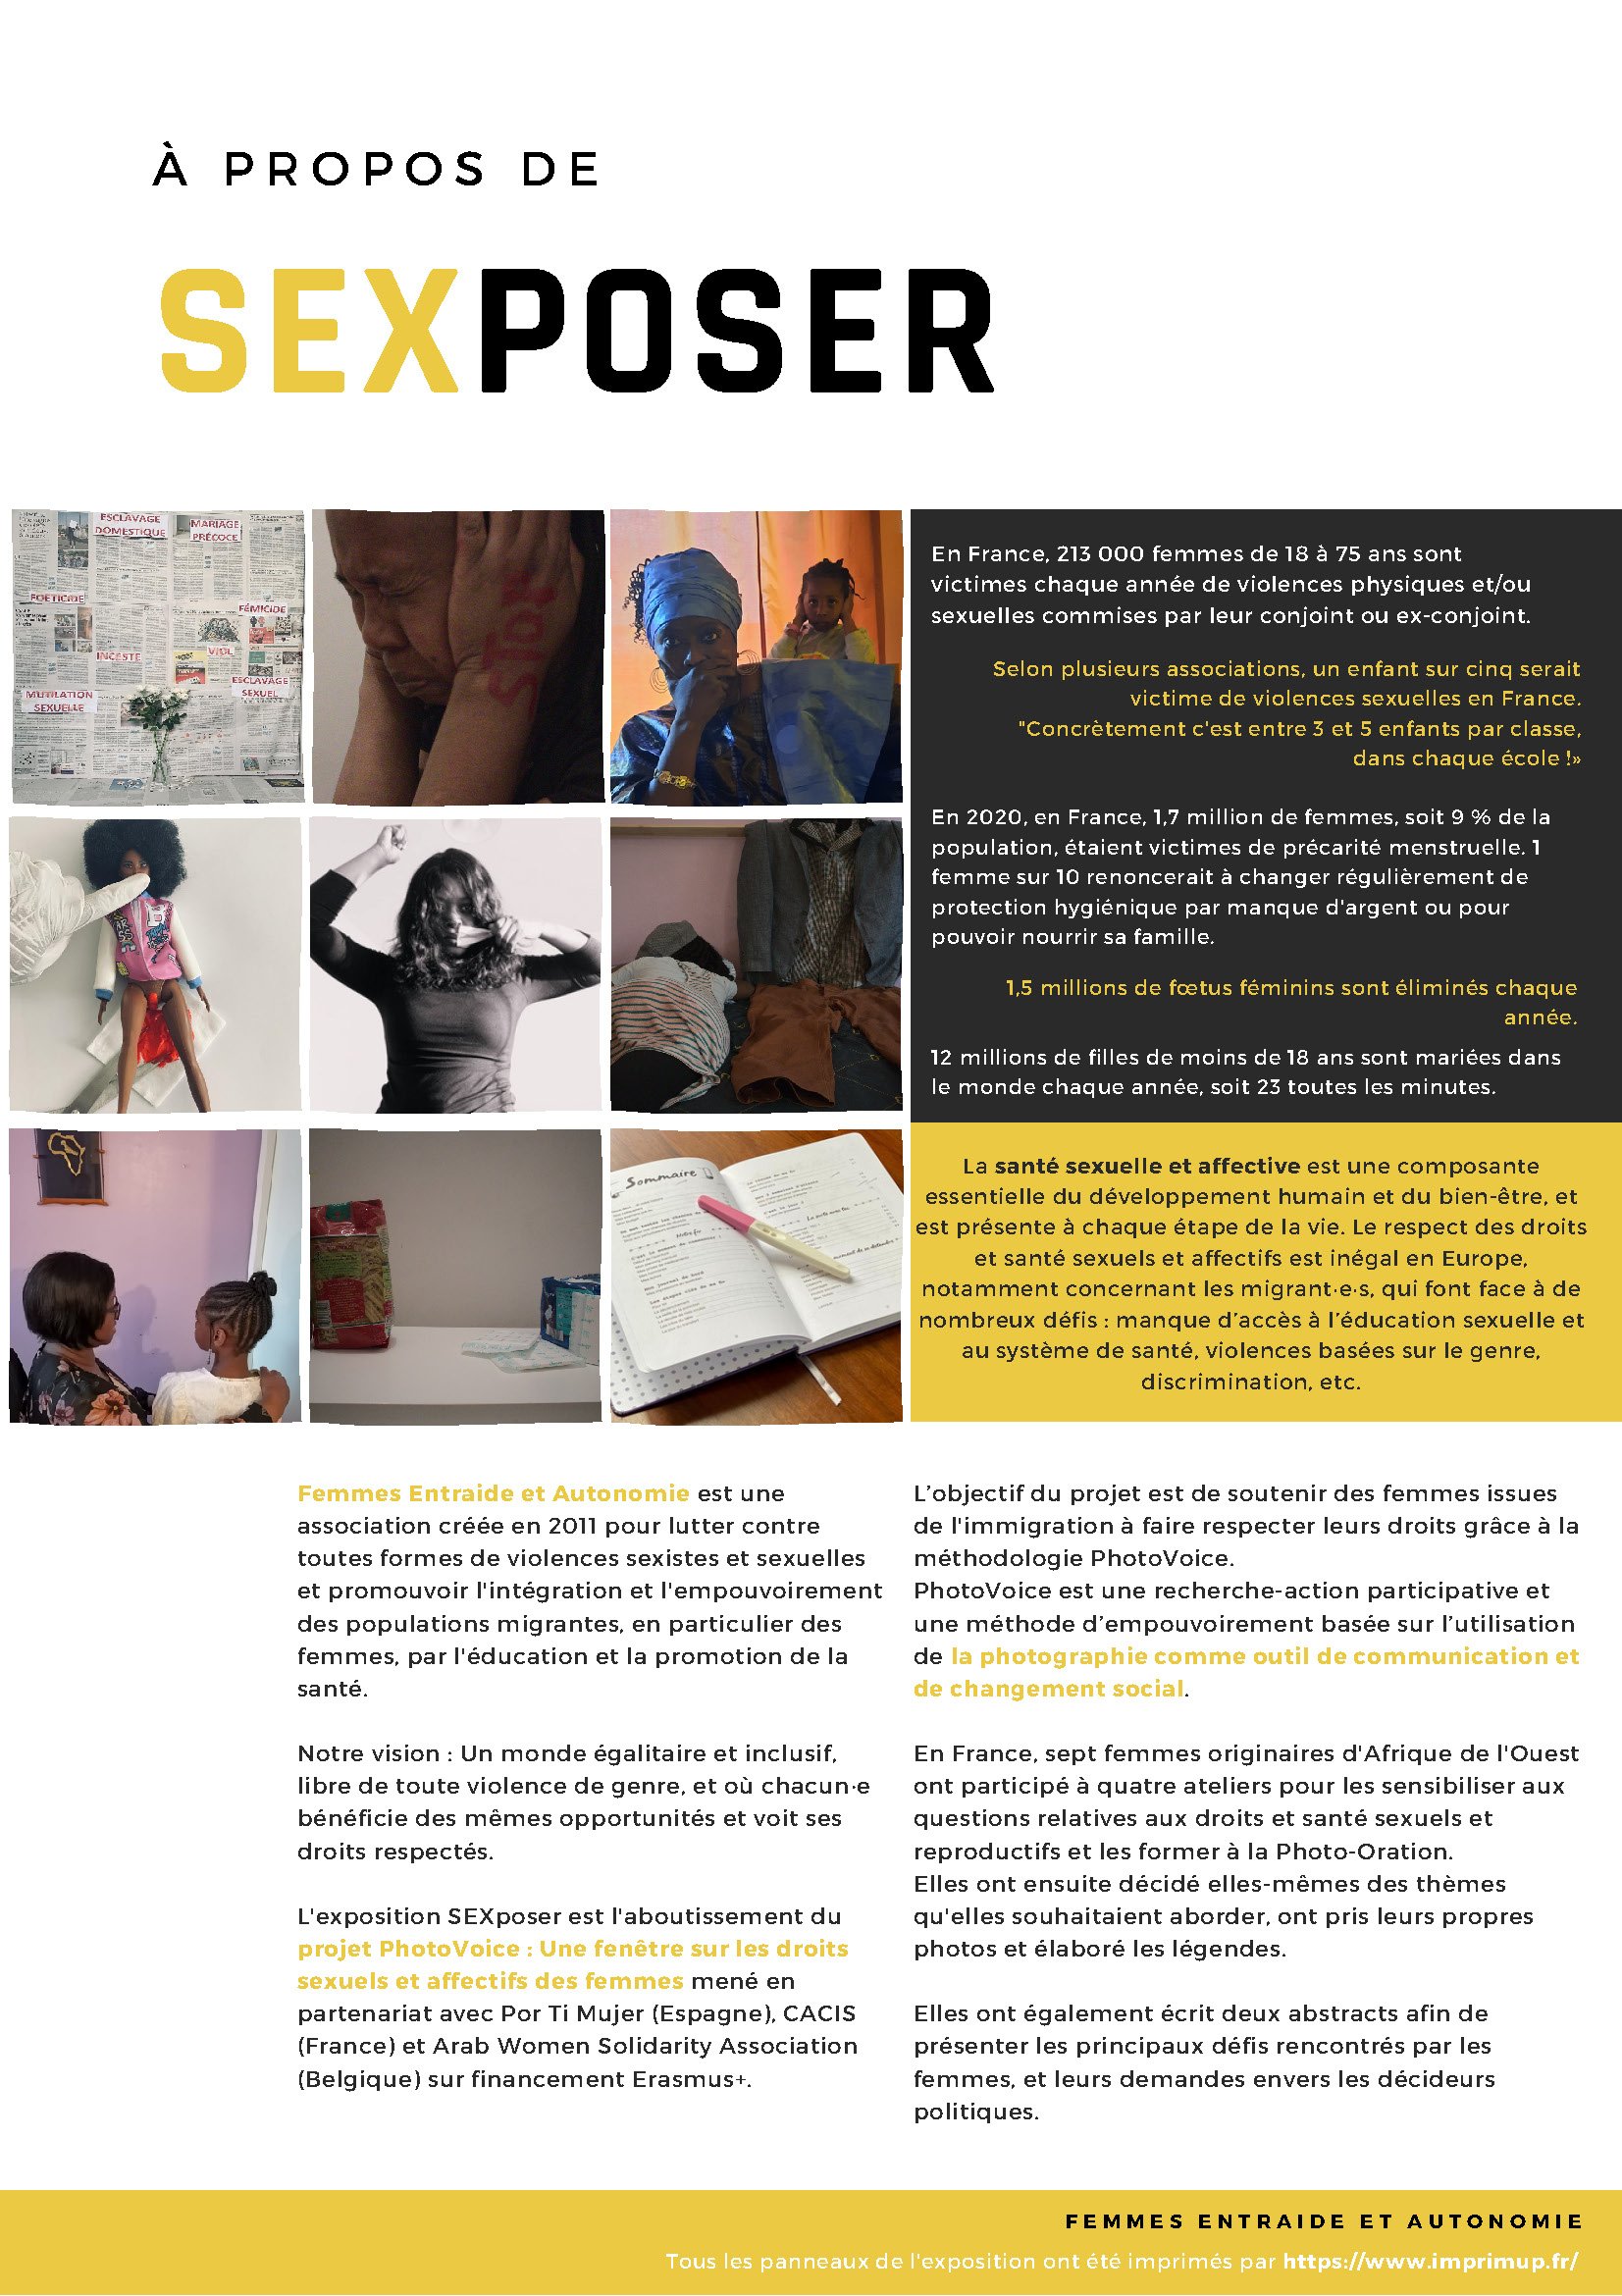 À PROPOS DE
SEXPOSER
ESCLAVAGE
DOMESTIQUE
MARIAGE
PRÉCOCE
FOETICIDE
FÉMICIDE
INCESTE
VIOL
MUTILATION
SEXUELLE
ESCLAVAGE
SEXUEL
Sommaire
En France, 213 000 femmes de 18 à 75 ans sont
victimes chaque année de violences physiques et/ou
sexuelles commises par leur conjoint ou ex-conjoint.
Selon plusieurs associations, un enfant sur cinq serait
victime de violences sexuelles en France.
"Concrètement c'est entre 3 et 5 enfants par classe,
dans chaque école !»
En 2020, en France, 1,7 million de femmes, soit 9 % de la
population, étaient victimes de précarité menstruelle. 1
femme sur 10 renoncerait à changer régulièrement de
protection hygiénique par manque d'argent ou pour
pouvoir nourrir sa famille.
1,5 millions de fœtus féminins sont éliminés chaque
année.
12 millions de filles de moins de 18 ans sont mariées dans
le monde chaque année, soit 23 toutes les minutes.
La santé sexuelle et affective est une composante
essentielle du développement humain et du bien-être, et
est présente à chaque étape de la vie. Le respect des droits
et santé sexuels et affectifs est inégal en Europe,
notamment concernant les migrant·e·s, qui font face à de
nombreux défis : manque d’accès à l’éducation sexuelle et
au système de santé, violences basées sur le genre,
discrimination, etc.
Femmes Entraide et Autonomie est une
association créée en 2011 pour lutter contre
toutes formes de violences sexistes et sexuelles
et promouvoir l'intégration et l'empouvoirement
des populations migrantes, en particulier des
femmes, par l'éducation et la promotion de la
santé.
Notre vision : Un monde égalitaire et inclusif,
libre de toute violence de genre, et où chacun·e
bénéficie des mêmes opportunités et voit ses
droits respectés.
L'exposition SEXposer est l'aboutissement du
projet PhotoVoice : Une fenêtre sur les droits
sexuels et affectifs des femmes mené en
partenariat avec Por Ti Mujer (Espagne), CACIS
(France) et Arab Women Solidarity Association
(Belgique) sur financement Erasmus+.
L’objectif du projet est de soutenir des femmes issues
de l'immigration à faire respecter leurs droits grâce à la
méthodologie PhotoVoice.
PhotoVoice est une recherche-action participative et
une méthode d’empouvoirement basée sur l’utilisation
de la photographie comme outil de communication et
de changement social.
En France, sept femmes originaires d'Afrique de l'Ouest
ont participé à quatre ateliers pour les sensibiliser aux
questions relatives aux droits et santé sexuels et
reproductifs et les former à la Photo-Oration.
Elles ont ensuite décidé elles-mêmes des thèmes
qu'elles souhaitaient aborder, ont pris leurs propres
photos et élaboré les légendes.
Elles ont également écrit deux abstracts afin de
présenter les principaux défis rencontrés par les
femmes, et leurs demandes envers les décideurs
politiques.
FEMMES ENTRAIDE ET AUTONOMIE
Tous les panneaux de l'exposition ont été imprimés par https://www.imprimup.fr/